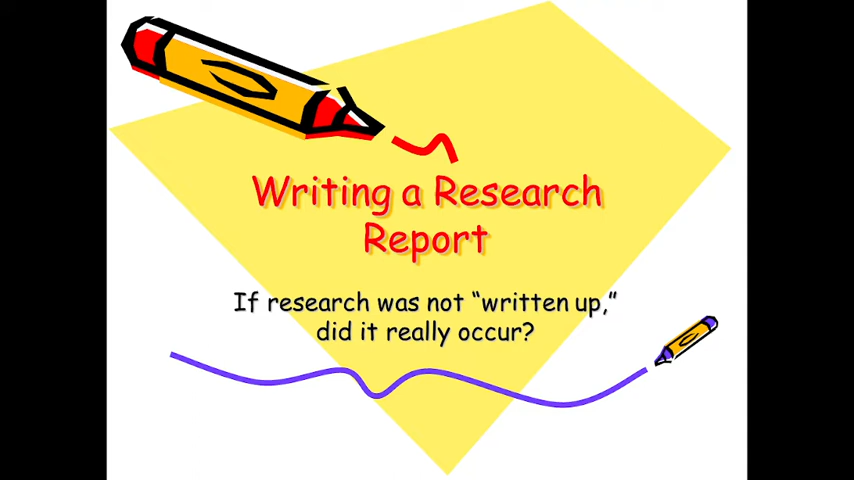 Writing a Research
Report
If research was not “written up,”
did it really occur?